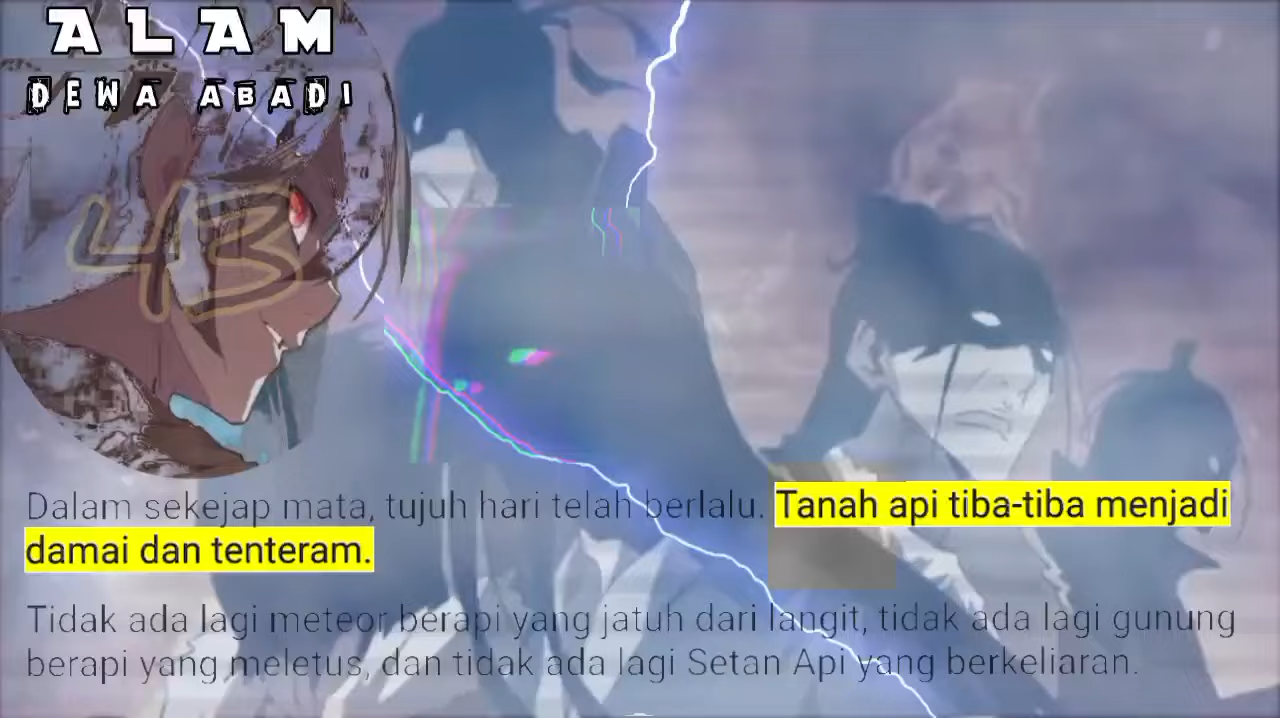 ALAM
DEWA ABADI
43
Dalam sekejap mata, tujuh hari telah berlalu. Tanah api tiba-tiba menjadi
damai dan tenteram.
Tidak ada lagi meteor berapi yang jatuh dari langit, tidak ada lagi gunung
berapi yang meletus, dan tidak ada lagi Setan Api yang berkeliaran.